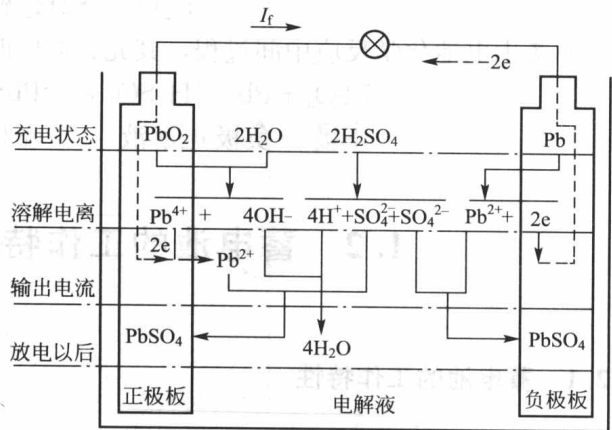 I_f
2e
充电状态 PbO₂ 2H₂O 2H₂SO₄ Pb
溶解电离 Pb⁴⁺ + 4OH⁻ 4H⁺+SO₄²⁻+SO₄²⁻ Pb²⁺+ 2e
2e Pb²⁺
输出电流
PbSO₄ 4H₂O PbSO₄
放电以后
正极板 电解液 负极板